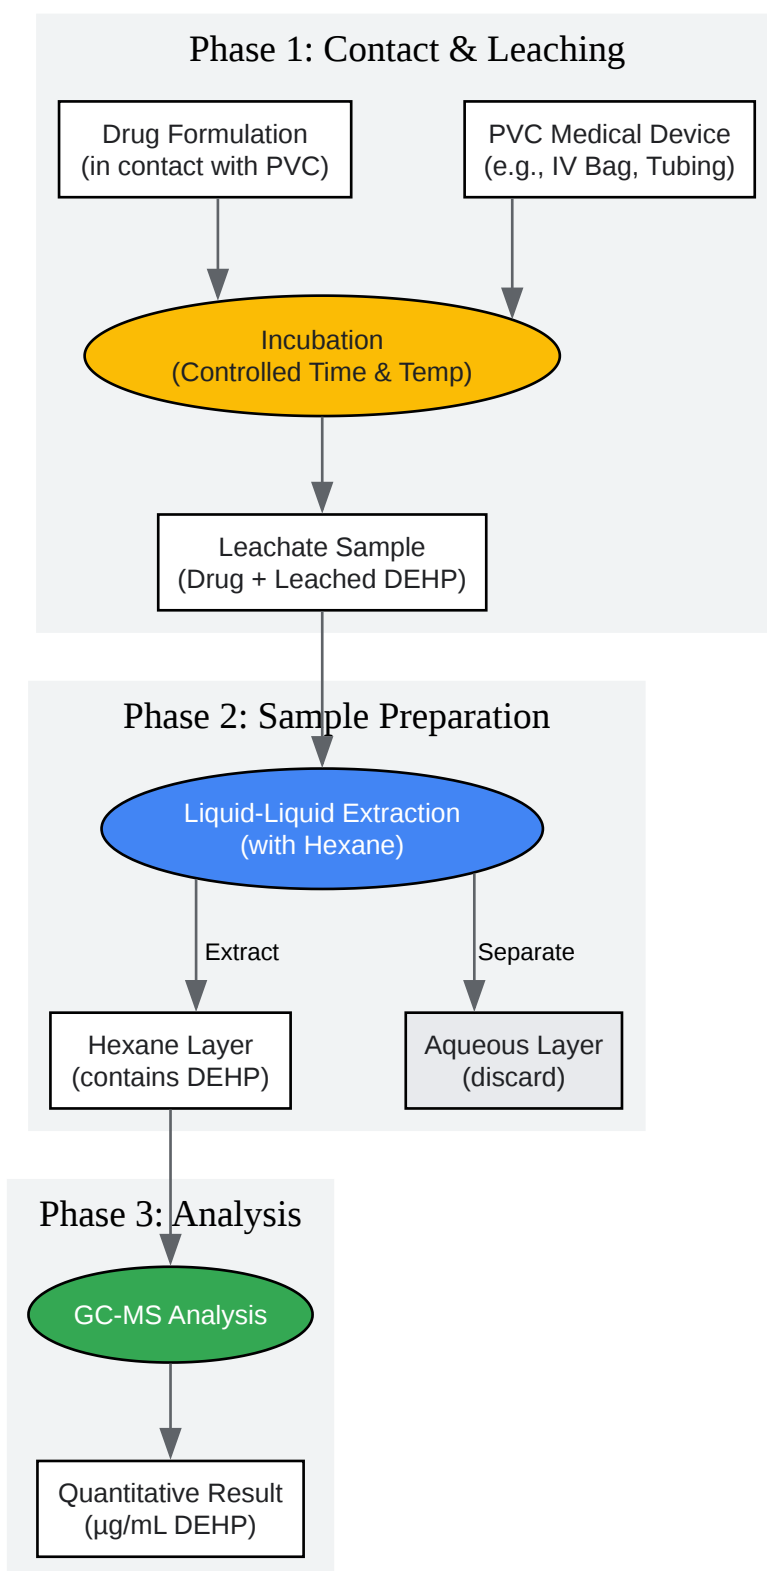 Phase 1: Contact & Leaching
Drug Formulation
(in contact with PVC)
PVC Medical Device
(e.g., IV Bag, Tubing)
Incubation
(Controlled Time & Temp)
Leachate Sample
(Drug + Leached DEHP)
Phase 2: Sample Preparation
Liquid-Liquid Extraction
(with Hexane)
Extract
Separate
Hexane Layer
(contains DEHP)
Aqueous Layer
(discard)
Phase 3: Analysis
GC-MS Analysis
Quantitative Result
(µg/mL DEHP)